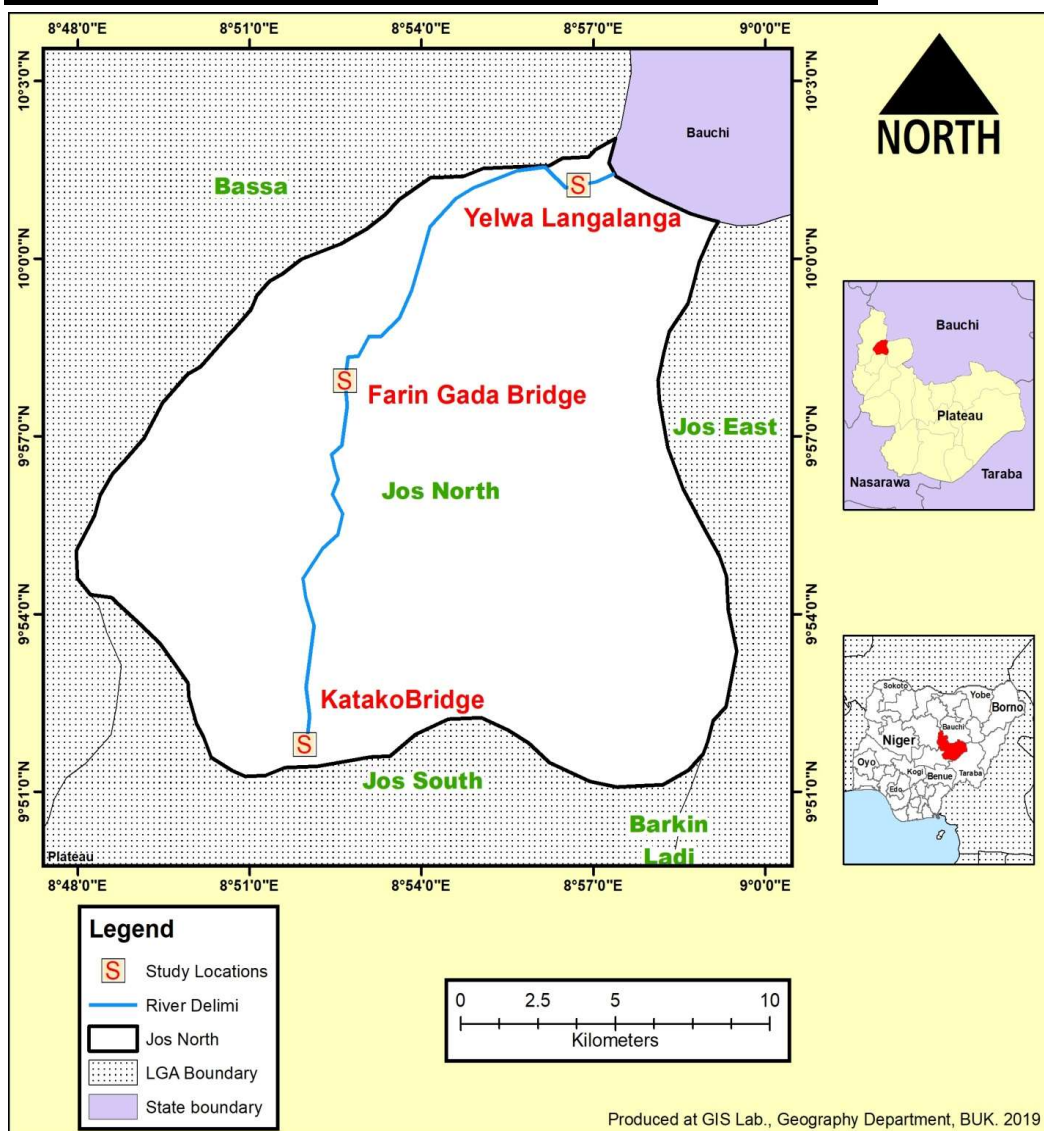 8°48'0"E
8°51'0"E
8°54'0"E
8°57'0"E
9°0'0"E
10°3'0"N
10°0'0"N
9°57'0"N
9°54'0"N
9°51'0"N
Bauchi
Bassa
S
Yelwa Langalanga
S
Farin Gada Bridge
Jos East
Jos North
KatakoBridge
S
Jos South
Barkin
Ladi
Plateau
10°3'0"N
10°0'0"N
9°57'0"N
9°54'0"N
9°51'0"N
8°48'0"E
8°51'0"E
8°54'0"E
8°57'0"E
9°0'0"E
NORTH
Bauchi
Plateau
Nasarawa
Taraba
Sokoto
Yobe
Borno
Bauchi
Niger
Oyo
Kogi
Benue
Taraba
Edo
Legend
S Study Locations
River Delimi
Jos North
LGA Boundary
State boundary
0 2.5 5 10
Kilometers
Produced at GIS Lab., Geography Department, BUK. 2019